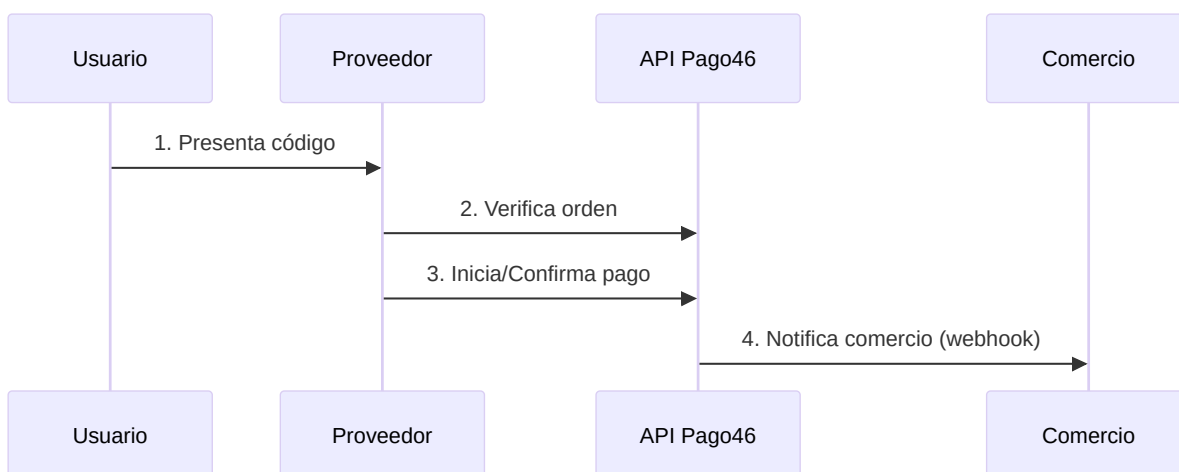 Usuario
Proveedor
API Pago46
Comercio
1. Presenta código
2. Verifica orden
3. Inicia/Confirma pago
4. Notifica comercio (webhook)
Usuario
Proveedor
API Pago46
Comercio